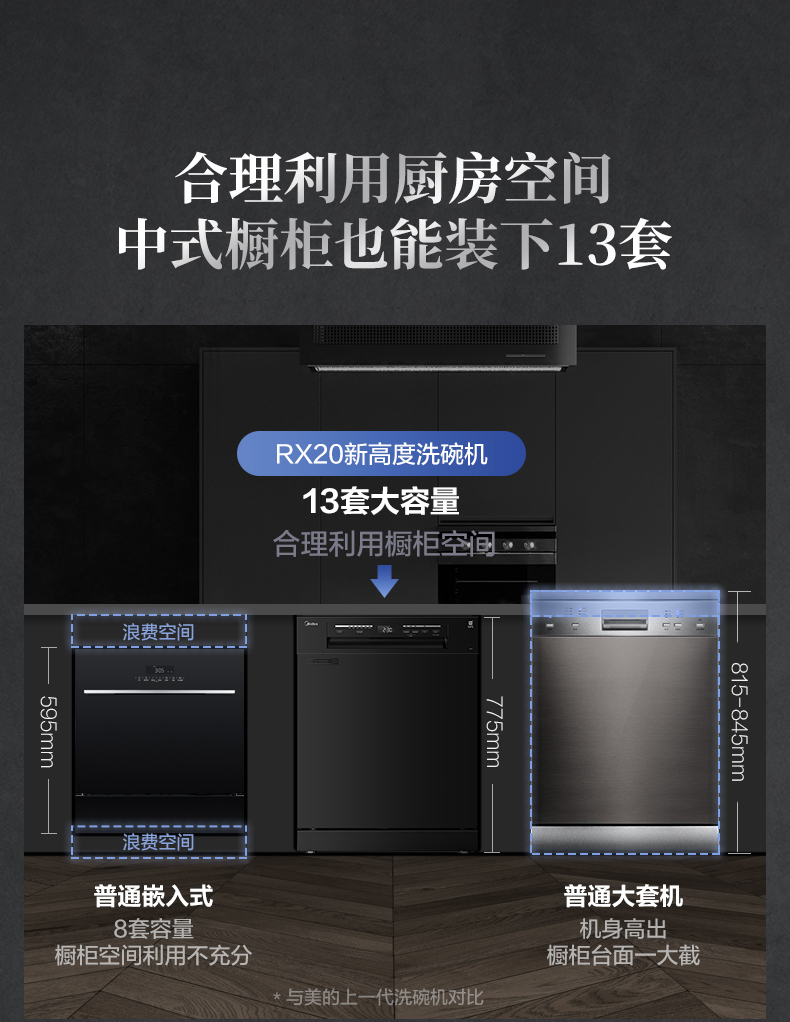 合理利用厨房空间
中式橱柜也能装下13套
RX20新高度洗碗机
13套大容量
合理利用橱柜空间
浪费空间
595mm
浪费空间
Midea
775mm
815-845mm
普通嵌入式
8套容量
橱柜空间利用不充分
普通大套机
机身高出
橱柜台面一大截
*与美的上一代洗碗机对比